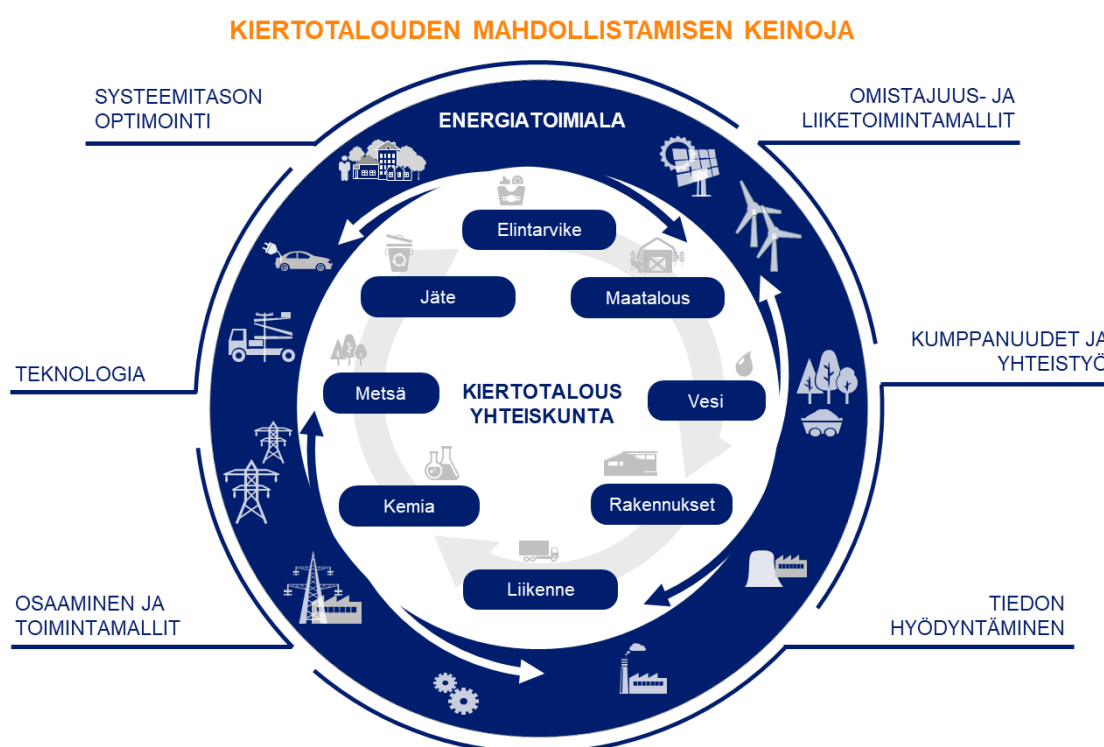 KIERTOTALOUDEN MAHDOLLISTAMISEN KEINOJA
SYSTEEMITASON
OPTIMOINTI
OMISTAJUUS- JA
LIIKETOIMINTAMALLIT
ENERGIATOIMIALA
Elintarvike
Jäte
Maatalous
KUMPPANUUDET JA
YHTEISTYÖ
TEKNOLOGIA
Metsä
KIERTOTALOUS
YHTEISKUNTA
Vesi
Kemia
Rakennukset
Liikenne
OSAAMINEN JA
TOIMINTAMALLIT
TIEDON
HYÖDYNTÄMINEN